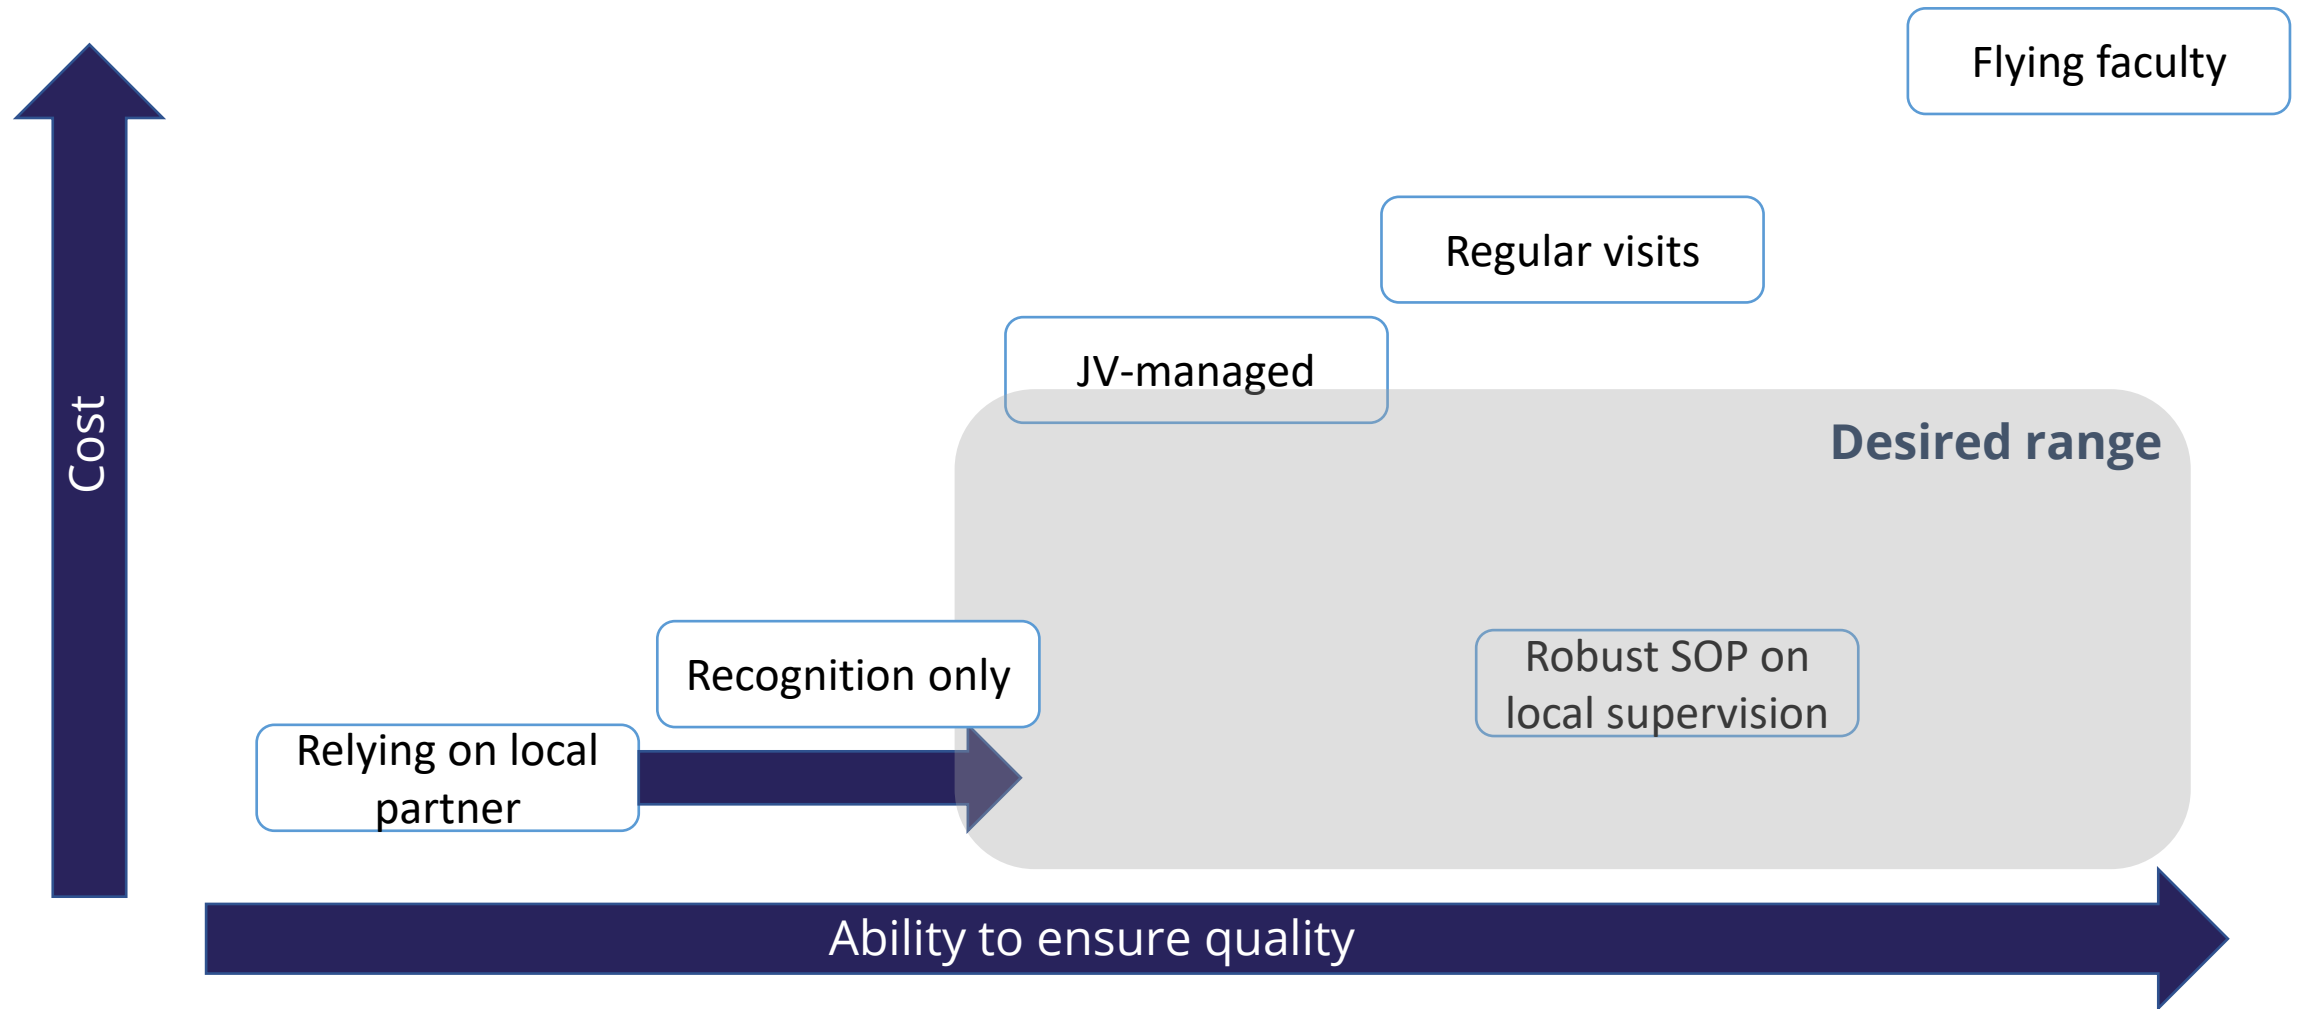 Flying faculty
Regular visits
JV-managed
Desired range
Cost
Recognition only
Robust SOP on
local supervision
Relying on local
partner
Ability to ensure quality